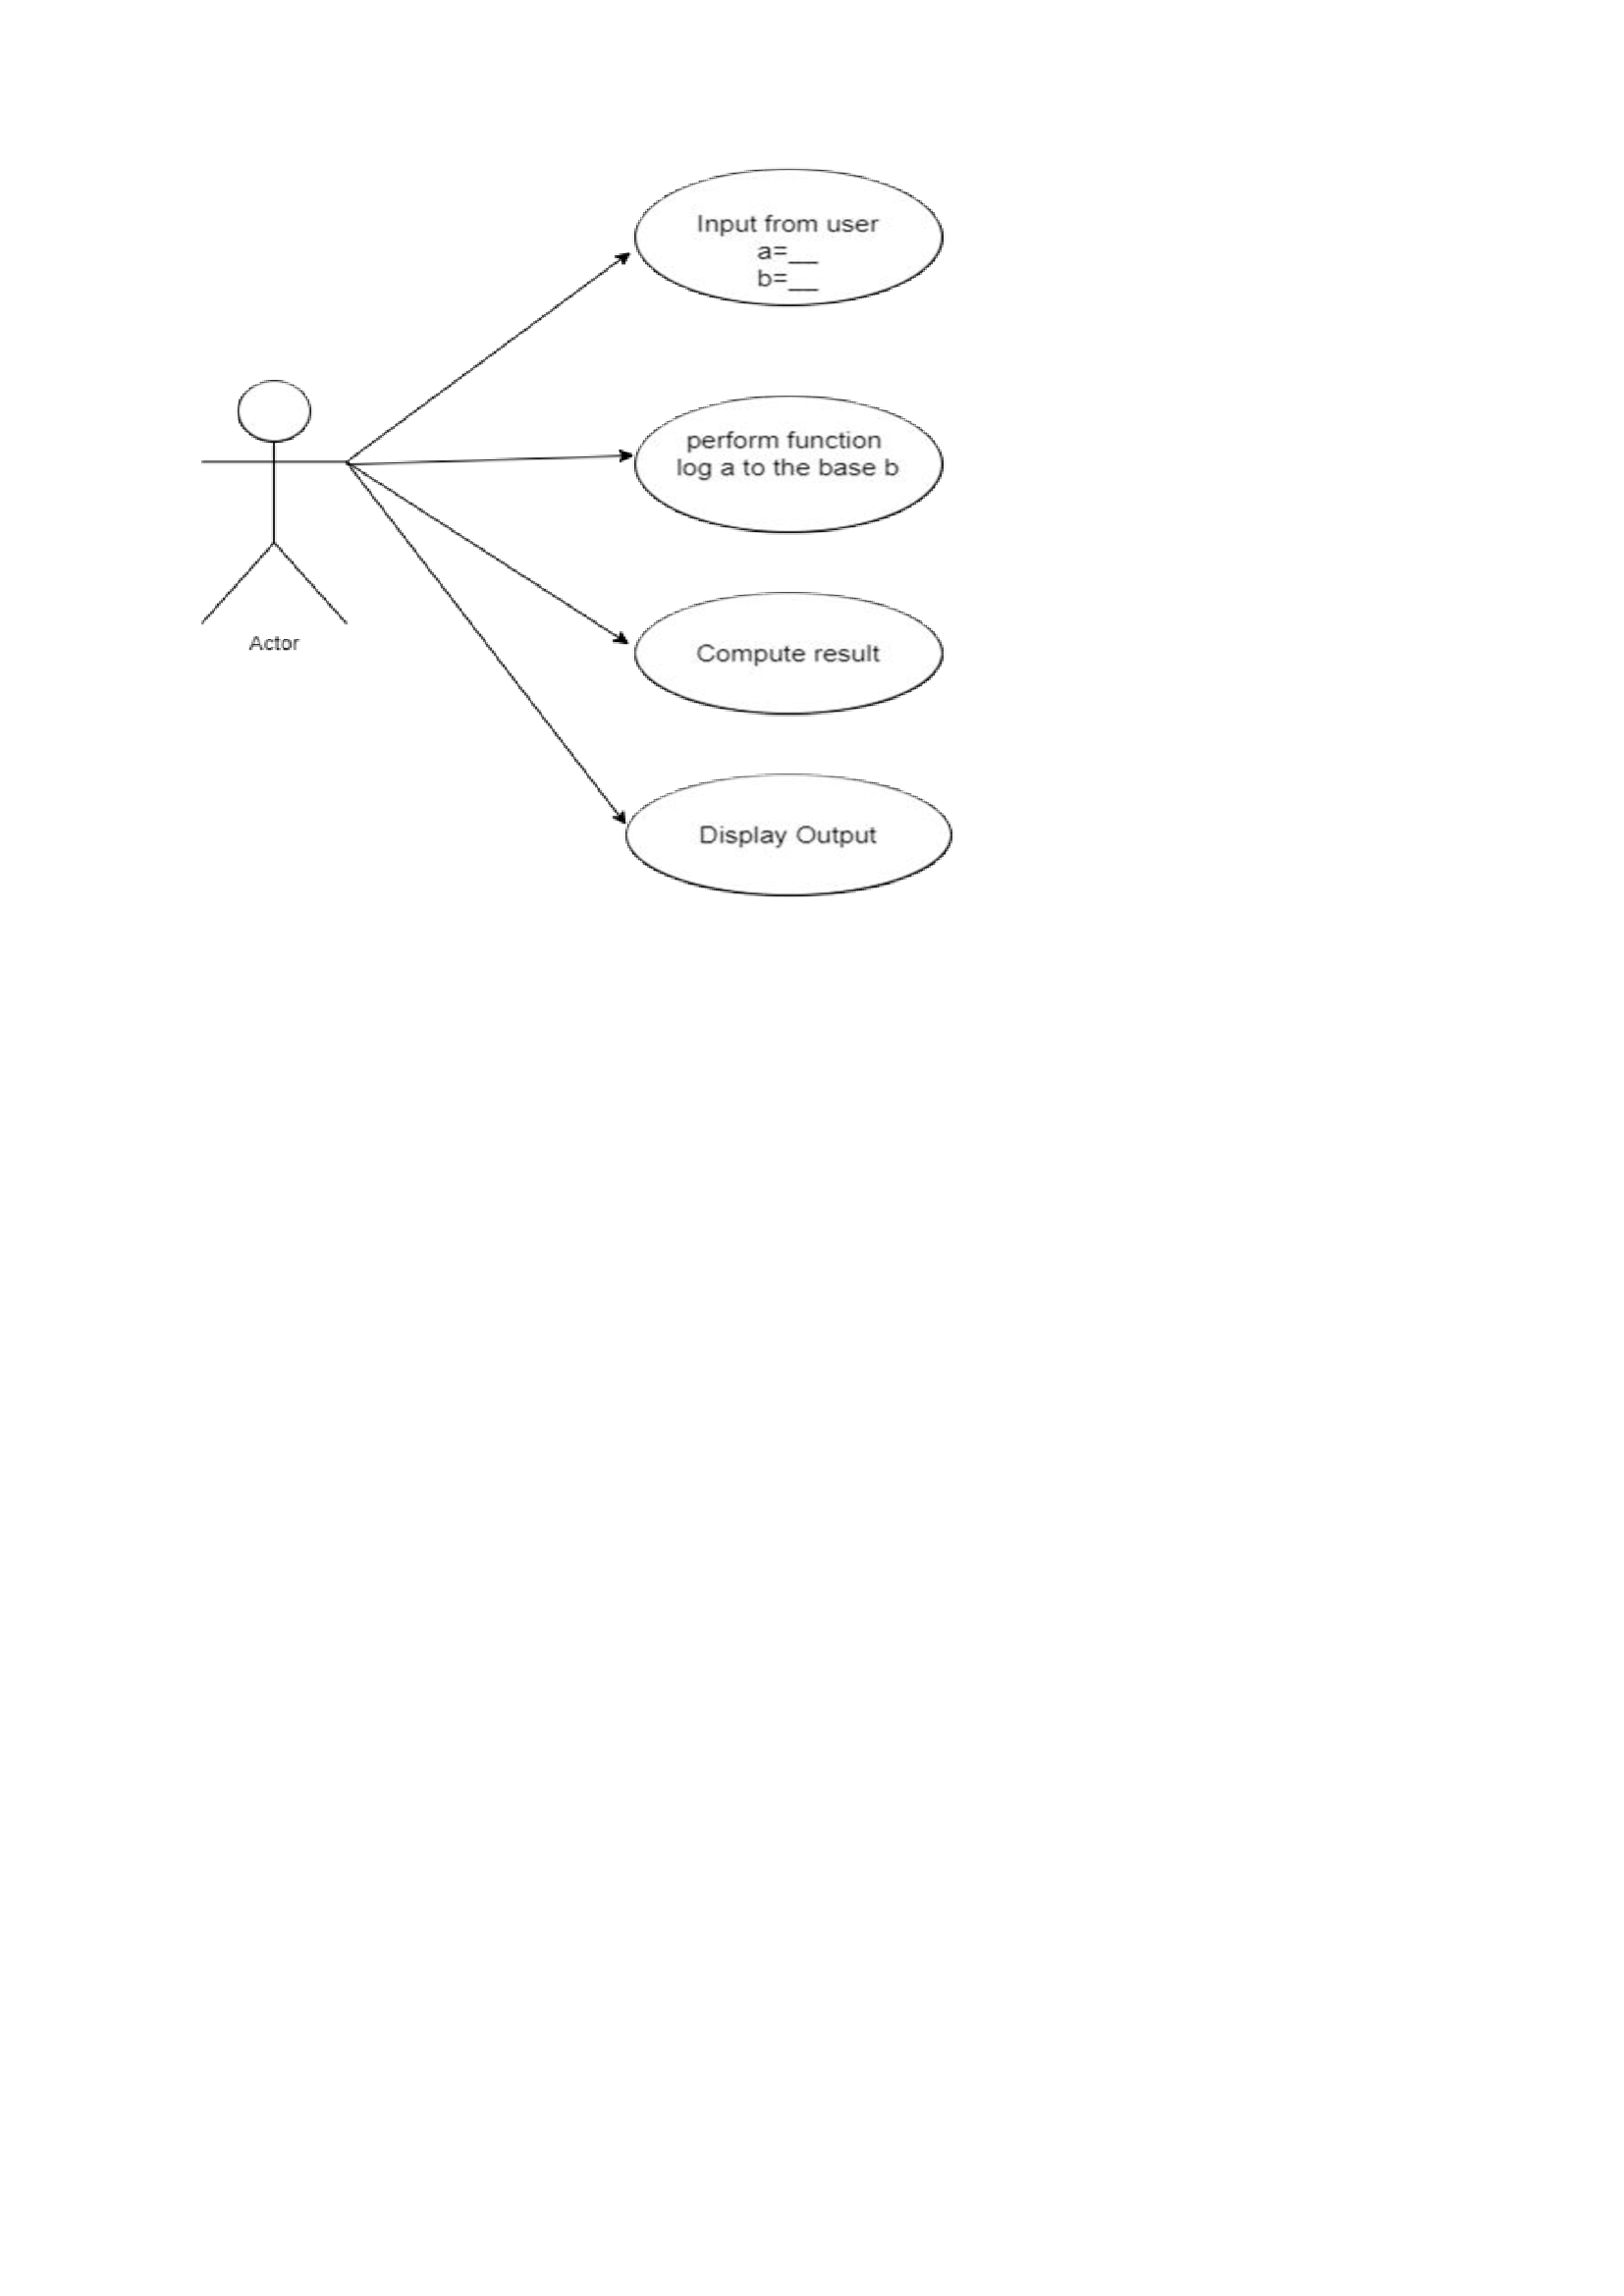 Input from user
a=__
b=__
perform function
log a to the base b
Actor
Compute result
Display Output